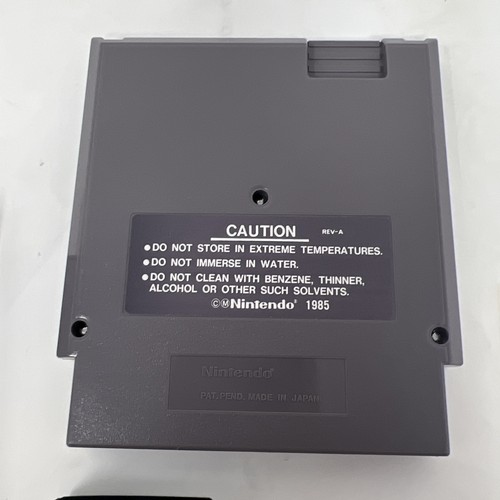 CAUTION REV-A
●DO NOT STORE IN EXTREME TEMPERATURES.
●DO NOT IMMERSE IN WATER.
●DO NOT CLEAN WITH BENZENE, THINNER,
ALCOHOL OR OTHER SUCH SOLVENTS.
©ⓂNintendo® 1985
Nintendo®
PAT.PEND. MADE IN JAPAN